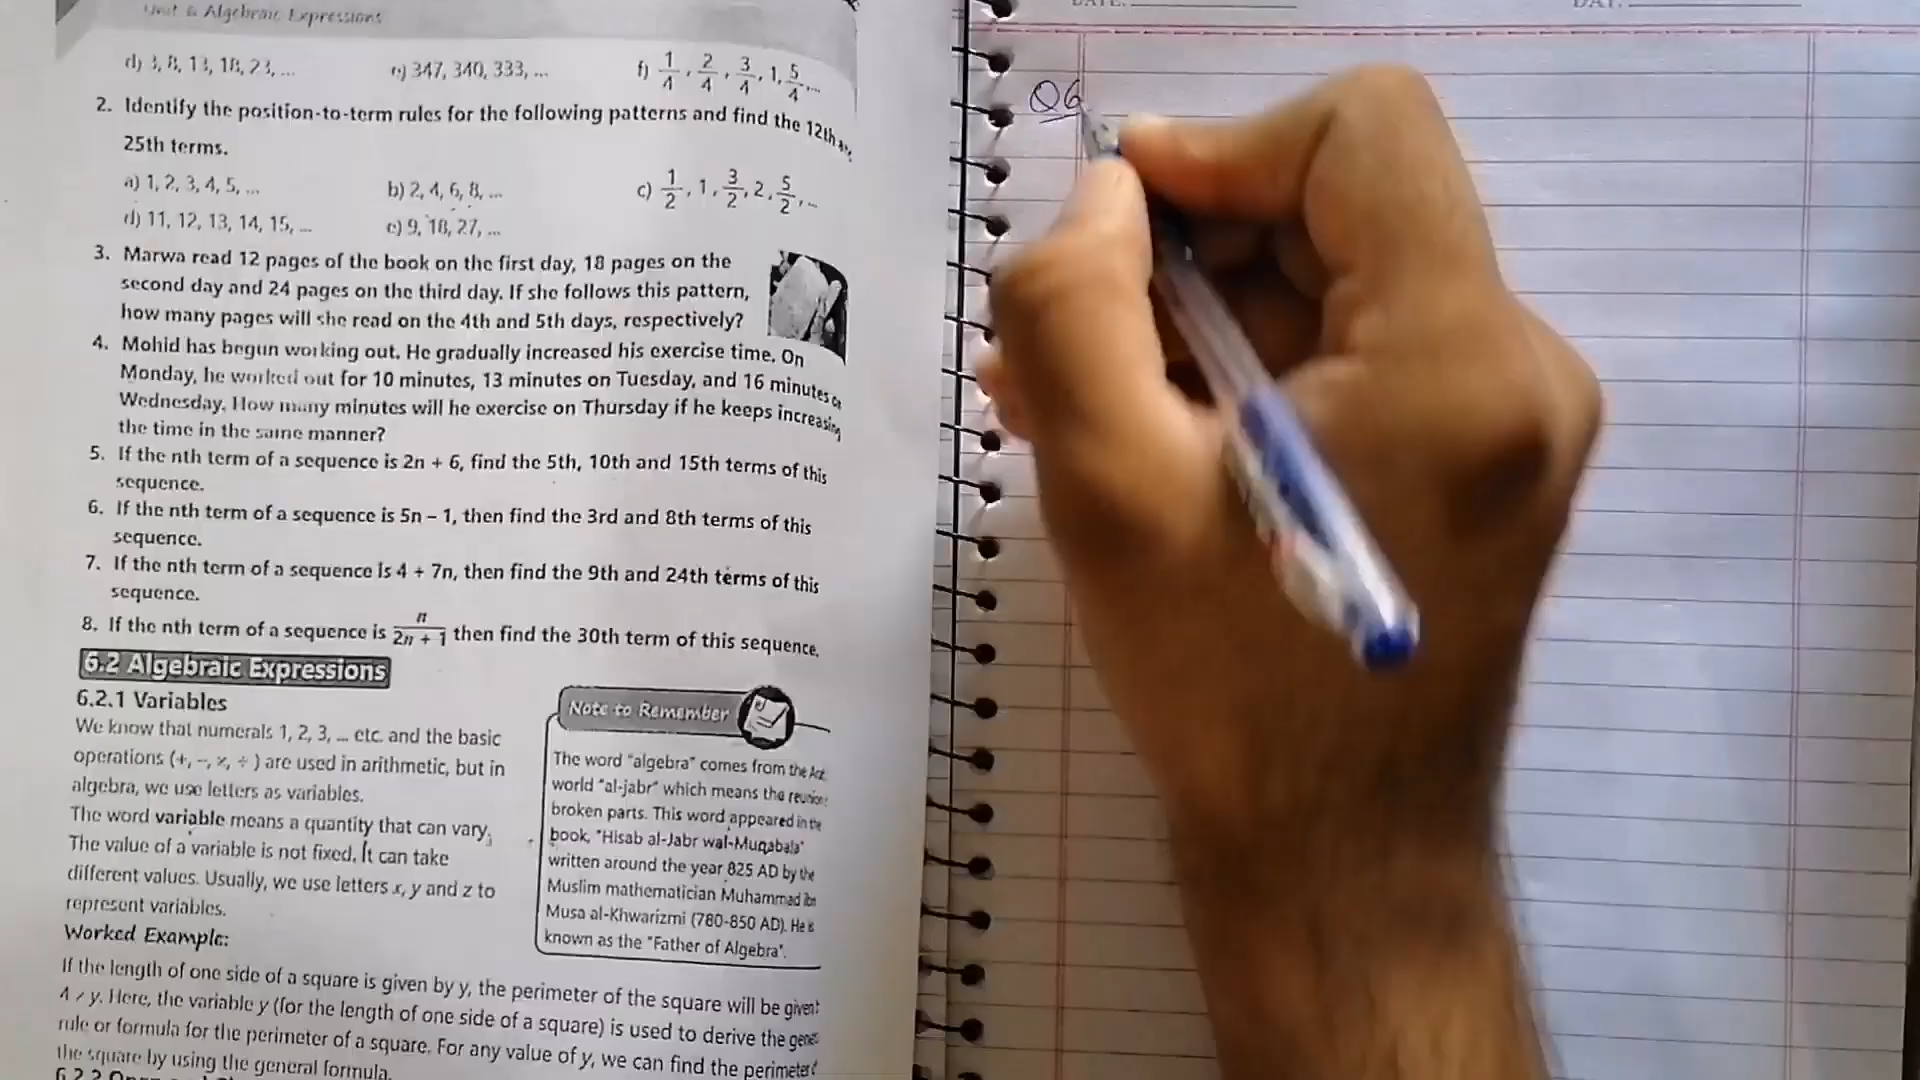 Unit 6 Algebraic Expressions
DATE: DAY:
d) 3, 8, 13, 18, 23, ... e) 347, 340, 333, ... f) 1/4, 2/4, 3/4, 1, 5/4, ...
2. Identify the position-to-term rules for the following patterns and find the 12th
25th terms.
a) 1, 2, 3, 4, 5, ... b) 2, 4, 6, 8, ... c) 1/2, 1, 3/2, 2, 5/2, ...
d) 11, 12, 13, 14, 15, ... e) 9, 18, 27, ...
3. Marwa read 12 pages of the book on the first day, 18 pages on the
second day and 24 pages on the third day. If she follows this pattern,
how many pages will she read on the 4th and 5th days, respectively?
4. Mohid has begun working out. He gradually increased his exercise time. On
Monday, he worked out for 10 minutes, 13 minutes on Tuesday, and 16 minutes on
Wednesday. How many minutes will he exercise on Thursday if he keeps increasing
the time in the same manner?
5. If the nth term of a sequence is 2n + 6, find the 5th, 10th and 15th terms of this
sequence.
6. If the nth term of a sequence is 5n – 1, then find the 3rd and 8th terms of this
sequence.
7. If the nth term of a sequence is 4 + 7n, then find the 9th and 24th terms of this
sequence.
8. If the nth term of a sequence is n/(2n + 1) then find the 30th term of this sequence.
6.2 Algebraic Expressions
6.2.1 Variables
We know that numerals 1, 2, 3, ... etc. and the basic
operations (+, –, ×, ÷ ) are used in arithmetic, but in
algebra, we use letters as variables.
The word variable means a quantity that can vary.
The value of a variable is not fixed. It can take
different values. Usually, we use letters x, y and z to
represent variables.
Note to Remember
The word "algebra" comes from the
world "al-jabr" which means the reunion
broken parts. This word appeared in the
book, "Hisab al-Jabr wal-Muqabala"
written around the year 825 AD by the
Muslim mathematician Muhammad ibn
Musa al-Khwarizmi (780-850 AD). He is
known as the "Father of Algebra".
Worked Example:
If the length of one side of a square is given by y, the perimeter of the square will be given
4 × y. Here, the variable y (for the length of one side of a square) is used to derive the
rule or formula for the perimeter of a square. For any value of y, we can find the perimeter
the square by using the general formula.
6.2.2
Q6